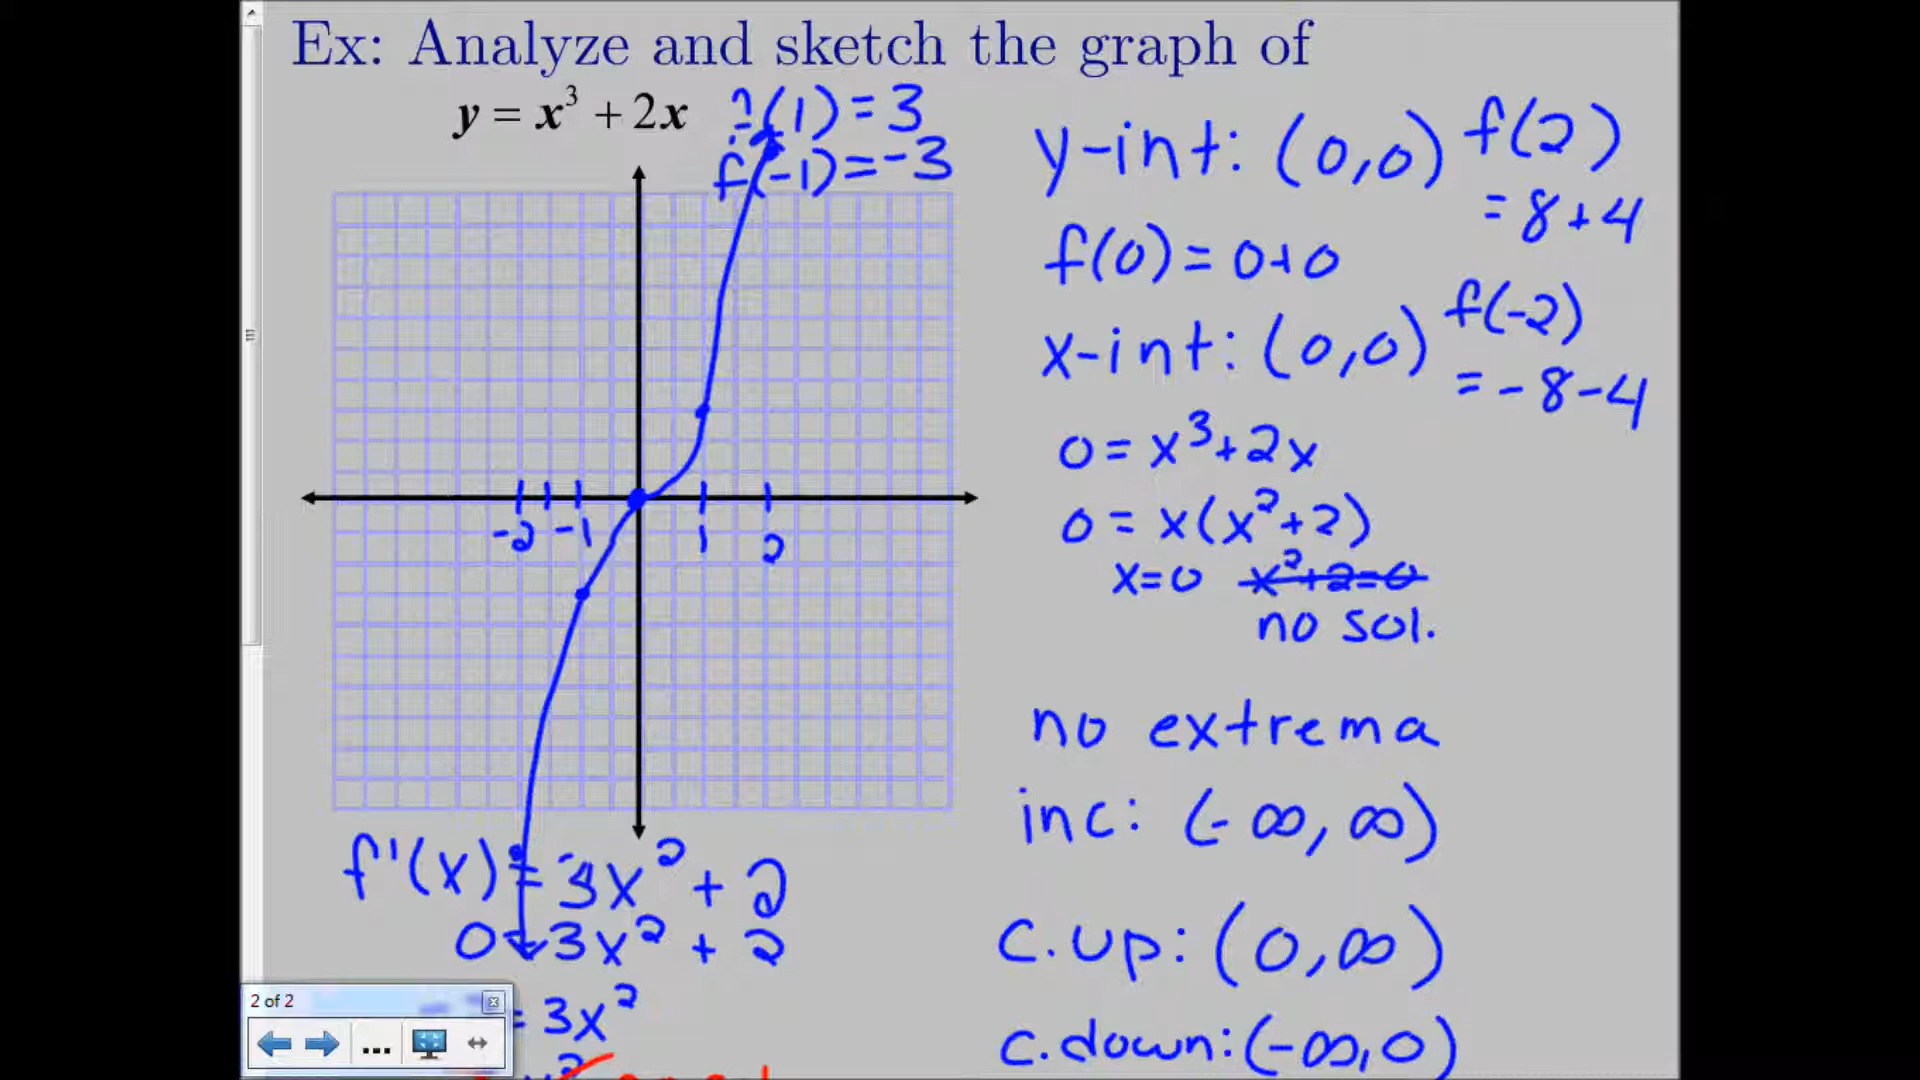 Ex: Analyze and sketch the graph of
y = x³ + 2x
f(1) = 3
f(-1) = -3
y-int: (0,0)
f(2)
= 8+4
f(0) = 0+0
x-int: (0,0)
f(-2)
= -8-4
0 = x³+2x
0 = x(x²+2)
x=0 x²+2=0
no sol.
-2 -1 1 2
no extrema
inc: (-∞, ∞)
f'(x) = 3x² + 2
0 = 3x² + 2
c.up: (0,∞)
= 3x²
c.down: (-∞,0)
2 of 2
...